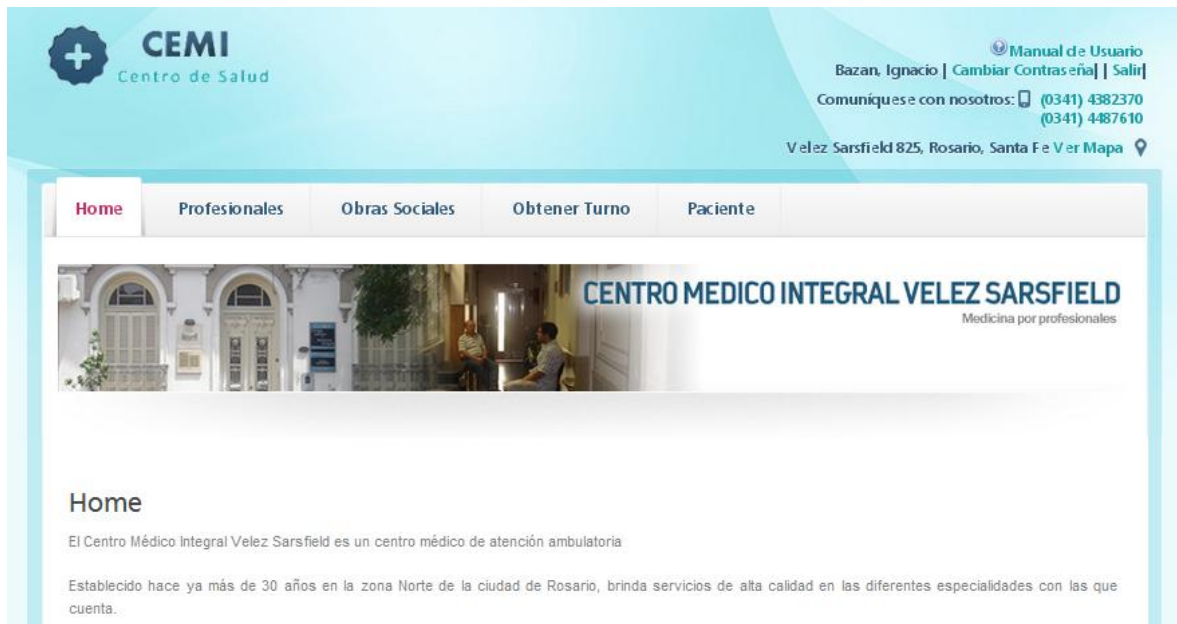 CEMI
Centro de Salud
Manual de Usuario
Bazan, Ignacio | Cambiar Contraseña| | Salir|
Comuníquese con nosotros: (0341) 4382370
(0341) 4487610
Velez Sarsfield 825, Rosario, Santa Fe Ver Mapa
Home Profesionales Obras Sociales Obtener Turno Paciente
CENTRO MEDICO INTEGRAL VELEZ SARSFIELD
Medicina por profesionales
Home
El Centro Médico Integral Velez Sarsfield es un centro médico de atención ambulatoria
Establecido hace ya más de 30 años en la zona Norte de la ciudad de Rosario, brinda servicios de alta calidad en las diferentes especialidades con las que
cuenta.